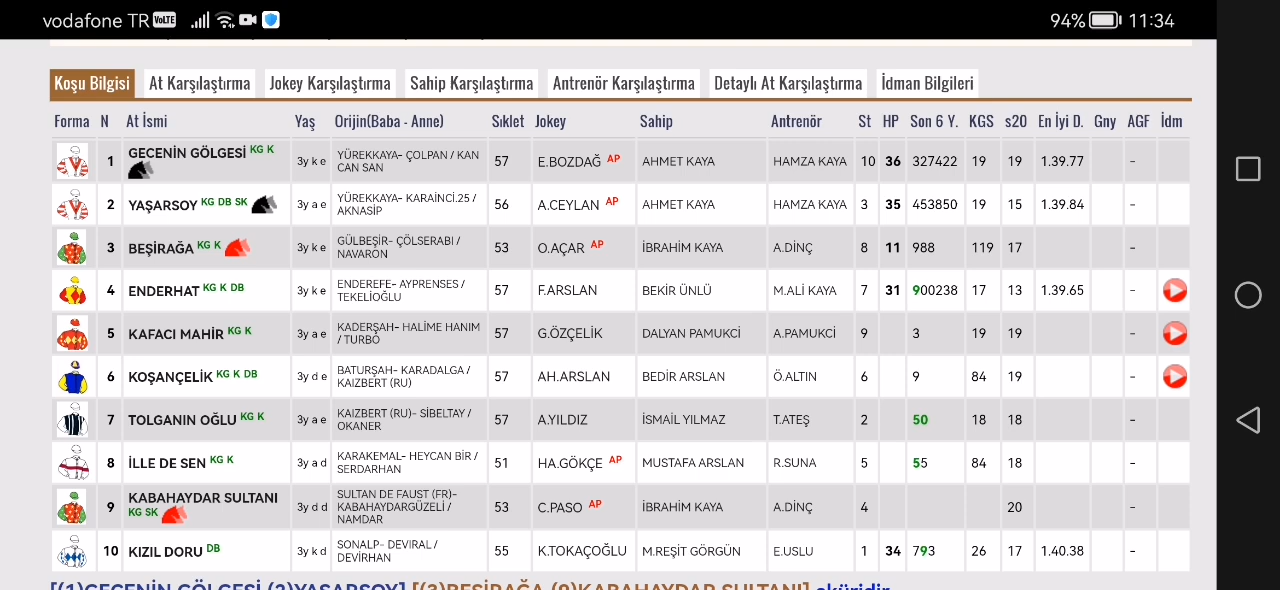 vodafone TR VoLTE 94% 11:34
Koşu Bilgisi At Karşılaştırma Jokey Karşılaştırma Sahip Karşılaştırma Antrenör Karşılaştırma Detaylı At Karşılaştırma İdman Bilgileri
Forma N At İsmi Yaş Orijin(Baba - Anne) Sıklet Jokey Sahip Antrenör St HP Son 6 Y. KGS s20 En İyi D. Gny AGF İdm
1 GECENİN GÖLGESİ KG K 3y k e YÜREKKAYA- ÇOLPAN / KAN CAN SAN 57 E.BOZDAĞ AP AHMET KAYA HAMZA KAYA 10 36 327422 19 19 1.39.77 -
2 YAŞARSOY KG DB SK 3y a e YÜREKKAYA- KARAİNCİ.25 / AKNASİP 56 A.CEYLAN AP AHMET KAYA HAMZA KAYA 3 35 453850 19 15 1.39.84 -
3 BEŞİRAĞA KG K 3y k e GÜLBEŞİR- ÇÖLSERABI / NAVARON 53 O.AÇAR AP İBRAHİM KAYA A.DİNÇ 8 11 988 119 17 -
4 ENDERHAT KG K DB 3y k e ENDEREFE- AYPRENSES / TEKELİOĞLU 57 F.ARSLAN BEKİR ÜNLÜ M.ALİ KAYA 7 31 900238 17 13 1.39.65 -
5 KAFACI MAHİR KG K 3y a e KADERŞAH- HALİME HANIM / TURBO 57 G.ÖZÇELİK DALYAN PAMUKCİ A.PAMUKCİ 9 3 19 19 -
6 KOŞANÇELİK KG K DB 3y d e BATURŞAH- KARADALGA / KAIZBERT (RU) 57 AH.ARSLAN BEDİR ARSLAN Ö.ALTIN 6 9 84 19 -
7 TOLGANIN OĞLU KG K 3y a e KAIZBERT (RU)- SİBELTAY / OKANER 57 A.YILDIZ İSMAİL YILMAZ T.ATEŞ 2 50 18 18 -
8 İLLE DE SEN KG K 3y a d KARAKEMAL- HEYCAN BİR / SERDARHAN 51 HA.GÖKÇE AP MUSTAFA ARSLAN R.SUNA 5 55 84 18 -
9 KABAHAYDAR SULTANI KG SK 3y d d SULTAN DE FAUST (FR)- KABAHAYDARGÜZELİ / NAMDAR 53 C.PASO AP İBRAHİM KAYA A.DİNÇ 4 20 -
10 KIZIL DORU DB 3y k d SONALP- DEVIRAL / DEVİRHAN 55 K.TOKAÇOĞLU M.REŞİT GÖRGÜN E.USLU 1 34 793 26 17 1.40.38 -
[(1)GECENİN GÖLGESİ (2)YAŞARSOY] [(3)BEŞİRAĞA (9)KABAHAYDAR SULTANI] eküridir